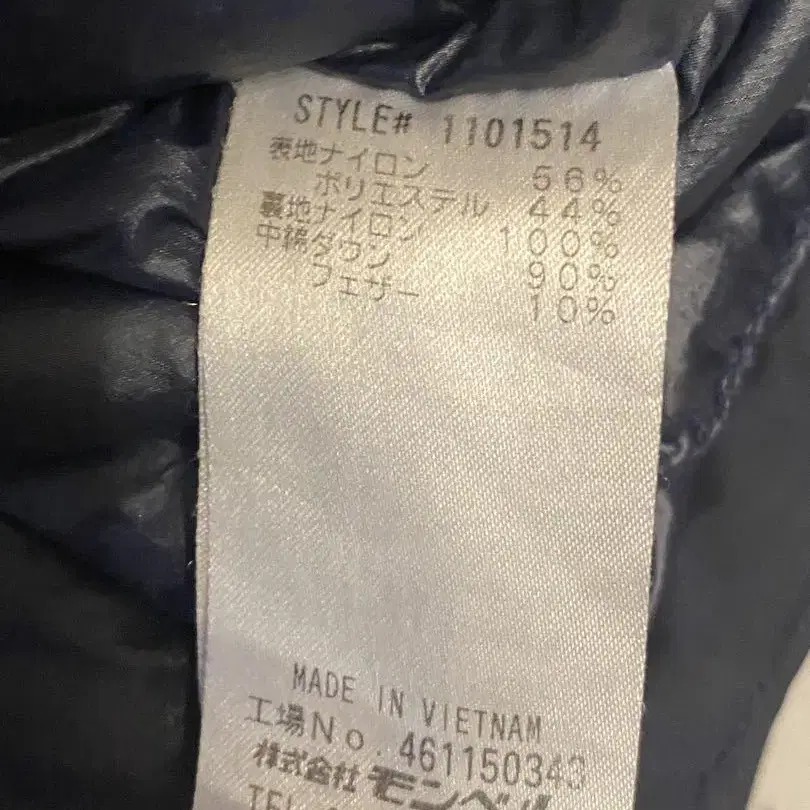 STYLE# 1101514
表地ナイロン 56%
ポリエステル 44%
裏地ナイロン 100%
中綿ダウン 90%
フェザー 10%
MADE IN VIETNAM
工場No. 461150343
株式会社 モンベル
TEL